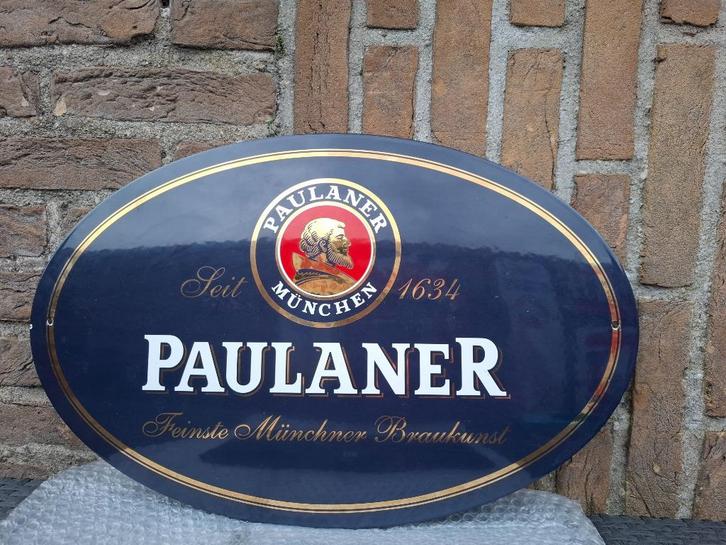 PAULANER
MÜNCHEN
Seit 1634
PAULANER
Feinste Münchner Braukunst